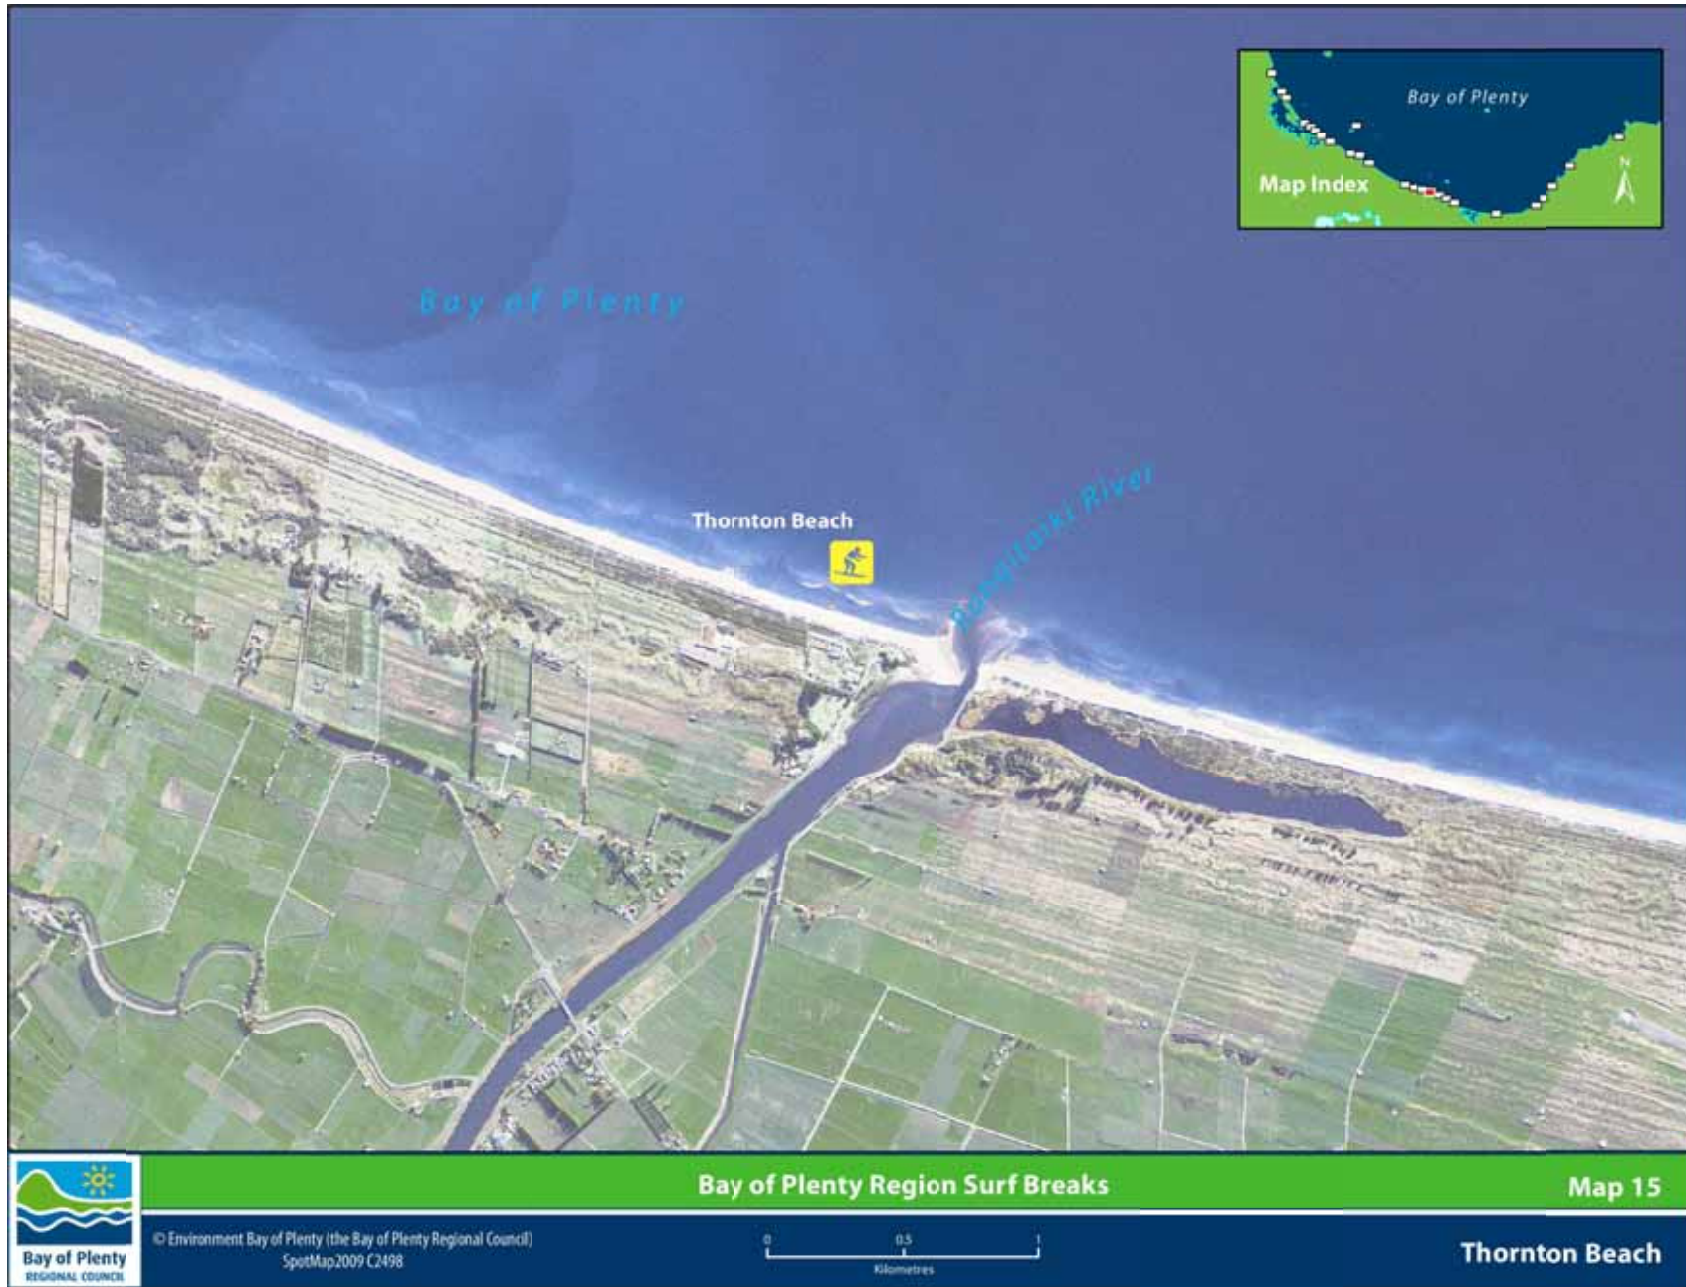 Bay of Plenty
Map Index
N
Bay of Plenty
Rangitaiki River
Thornton Beach
Bay of Plenty Region Surf Breaks
Map 15
Bay of Plenty
REGIONAL COUNCIL
© Environment Bay of Plenty (the Bay of Plenty Regional Council)
SpotMap2009 C2498
0 0.5 1
Kilometres
Thornton Beach